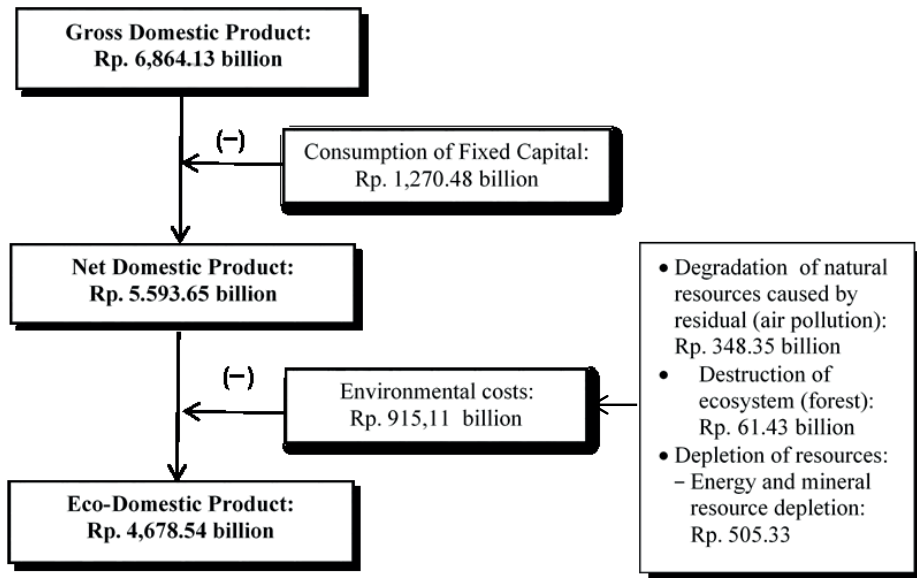 Gross Domestic Product:
Rp. 6,864.13 billion
(−)
Consumption of Fixed Capital:
Rp. 1,270.48 billion
Net Domestic Product:
Rp. 5.593.65 billion
(−)
Environmental costs:
Rp. 915,11 billion
• Degradation of natural
resources caused by
residual (air pollution):
Rp. 348.35 billion
• Destruction of
ecosystem (forest):
Rp. 61.43 billion
• Depletion of resources:
− Energy and mineral
resource depletion:
Rp. 505.33
Eco-Domestic Product:
Rp. 4,678.54 billion